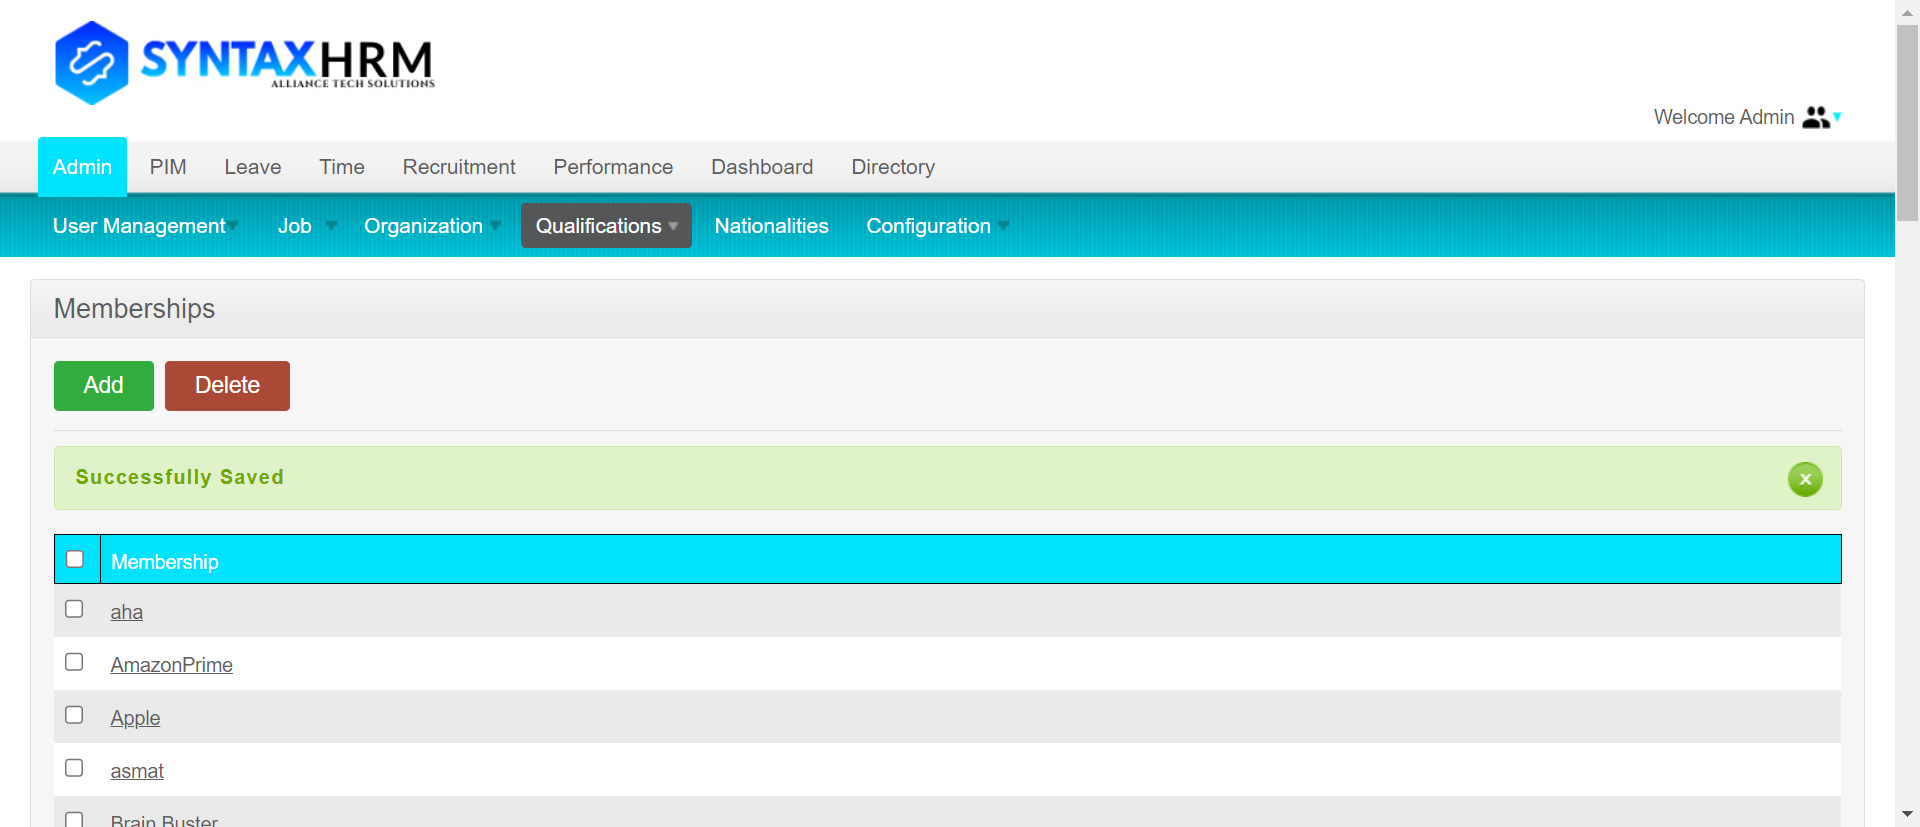 SYNTAXHRM
ALLIANCE TECH SOLUTIONS
Welcome Admin
Admin PIM Leave Time Recruitment Performance Dashboard Directory
User Management Job Organization Qualifications Nationalities Configuration
Memberships
Add Delete
Successfully Saved
x
Membership
aha
AmazonPrime
Apple
asmat
Brain Buster